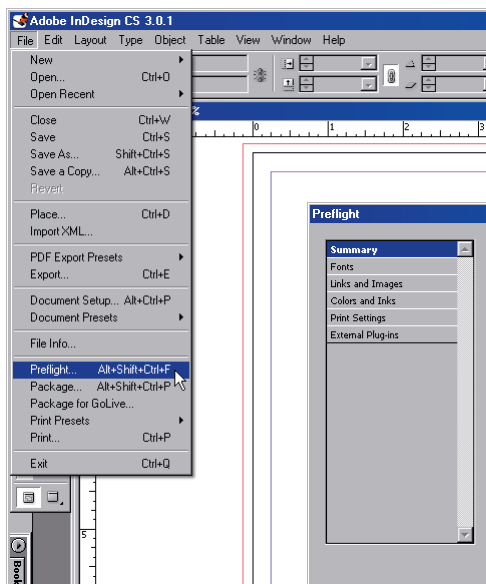 Adobe InDesign CS 3.0.1
File Edit Layout Type Object Table View Window Help
New
Open... Ctrl+O
Open Recent
Close Ctrl+W
Save Ctrl+S
Save As... Shift+Ctrl+S
Save a Copy... Alt+Ctrl+S
Revert
Place... Ctrl+D
Import XML...
PDF Export Presets
Export... Ctrl+E
Document Setup... Alt+Ctrl+P
Document Presets
File Info...
Preflight... Alt+Shift+Ctrl+F
Package... Alt+Shift+Ctrl+P
Package for GoLive...
Print Presets
Print... Ctrl+P
Exit Ctrl+Q
%
0 1 2 3
Preflight
Summary
Fonts
Links and Images
Colors and Inks
Print Settings
External Plug-ins
5
Book